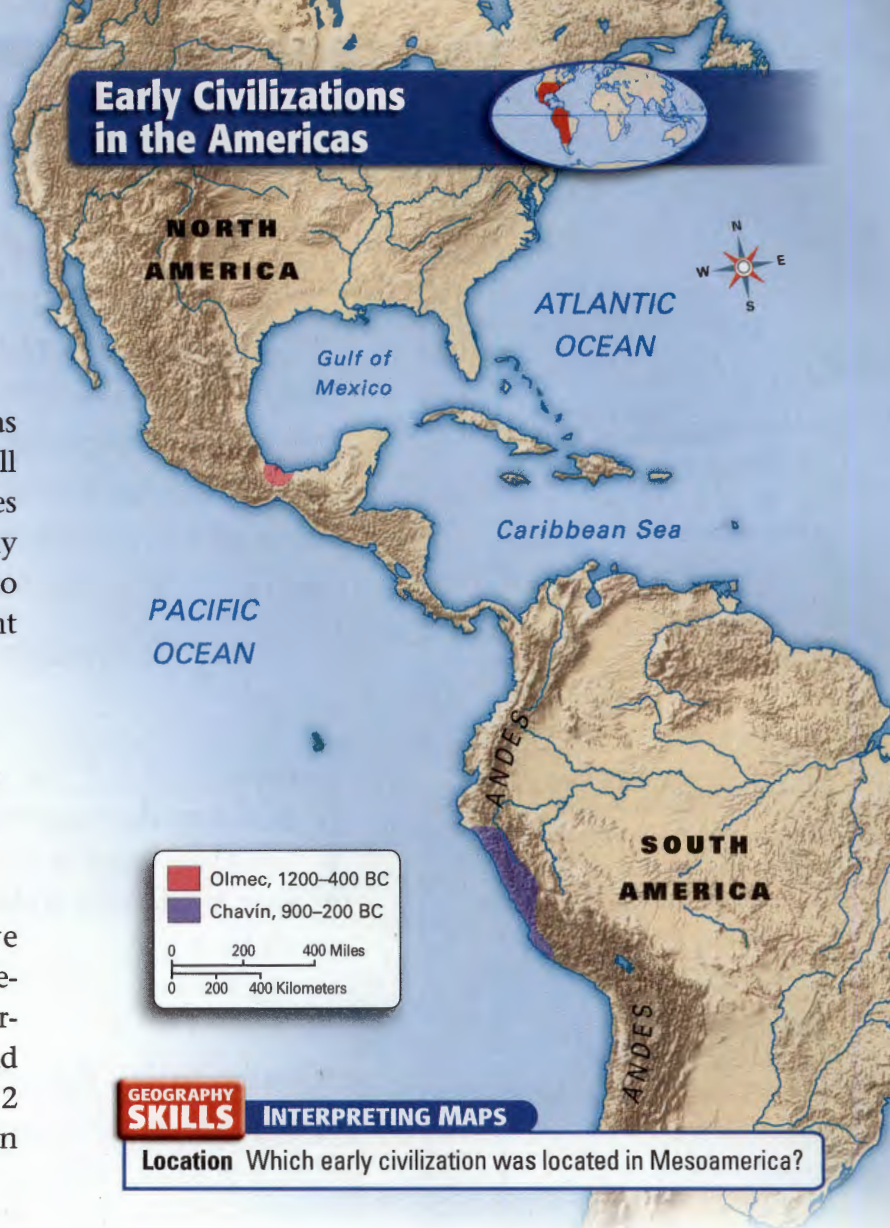 Early Civilizations
in the Americas
NORTH
AMERICA
N
W
E
S
ATLANTIC
OCEAN
Gulf of
Mexico
Caribbean Sea
PACIFIC
OCEAN
ANDES
SOUTH
AMERICA
ANDES
Olmec, 1200–400 BC
Chavín, 900–200 BC
0 200 400 Miles
0 200 400 Kilometers
GEOGRAPHY
SKILLS
INTERPRETING MAPS
Location Which early civilization was located in Mesoamerica?